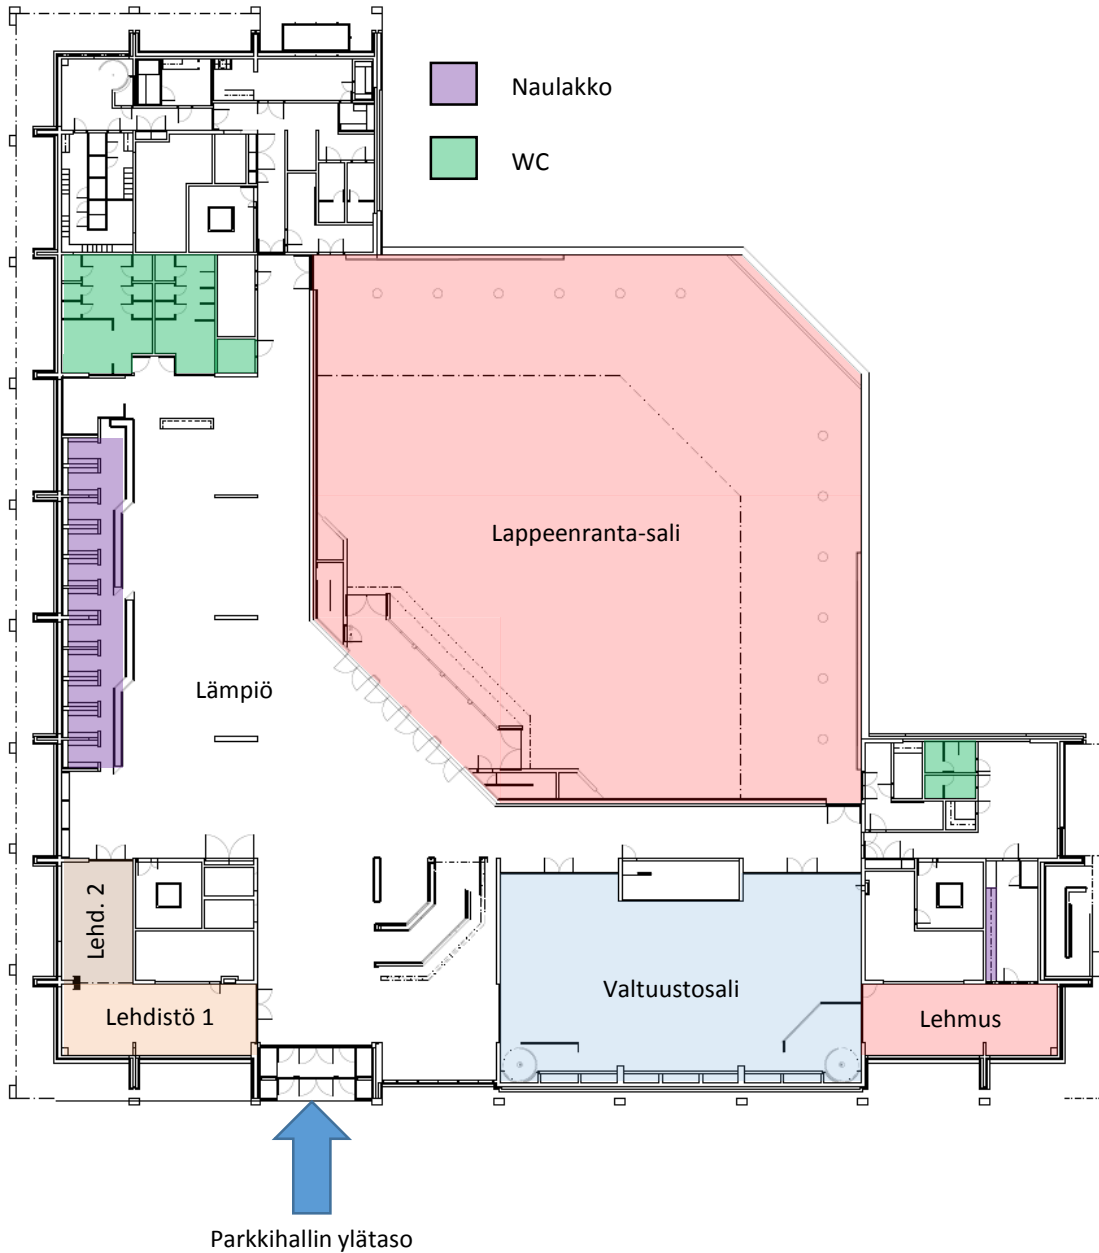 Naulakko
WC
Lappeenranta-sali
Lämpiö
Lehd. 2
Lehdistö 1
Valtuustosali
Lehmus
Parkkihallin ylätaso